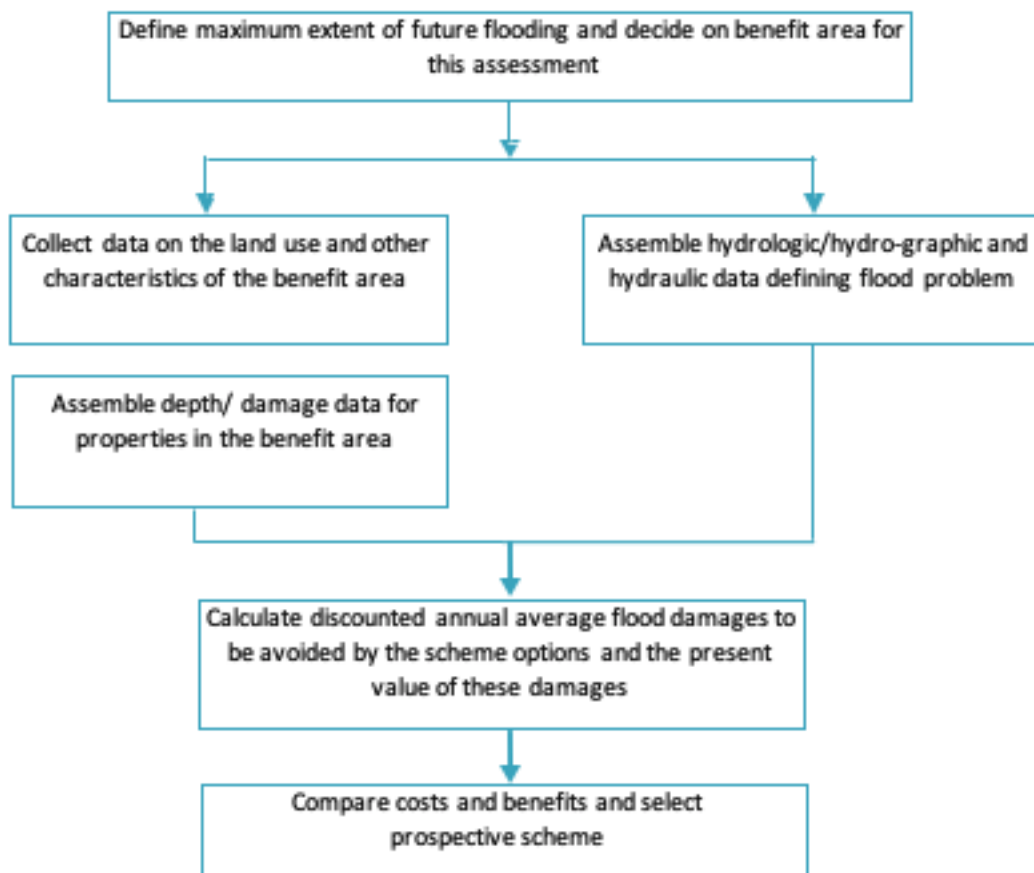 Define maximum extent of future flooding and decide on benefit area for
this assessment
Collect data on the land use and other
characteristics of the benefit area
Assemble hydrologic/hydro-graphic and
hydraulic data defining flood problem
Assemble depth/ damage data for
properties in the benefit area
Calculate discounted annual average flood damages to
be avoided by the scheme options and the present
value of these damages
Compare costs and benefits and select
prospective scheme